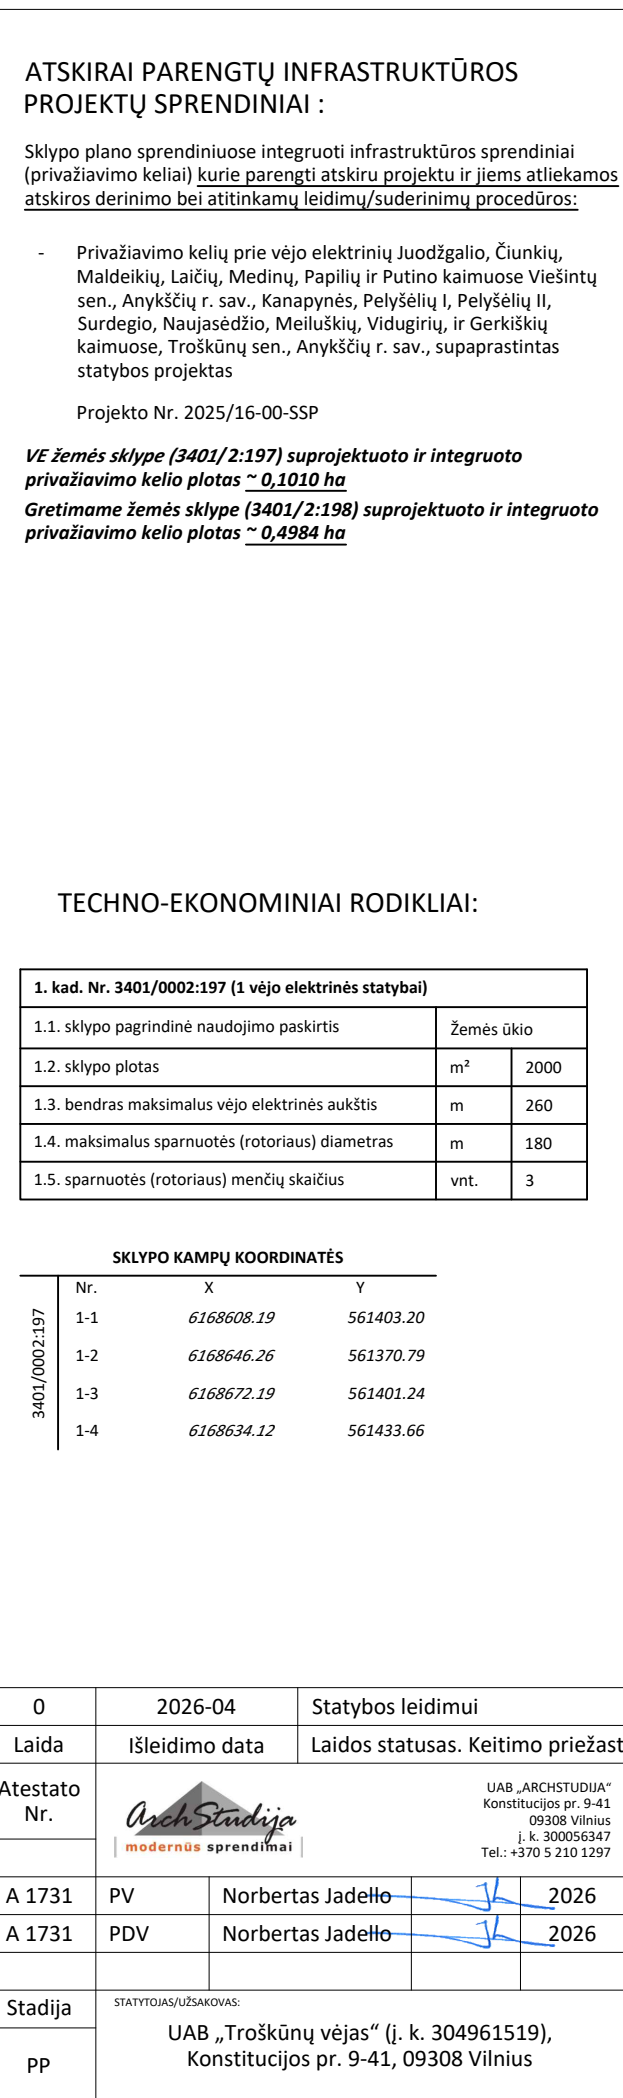 ATSKIRAI PARENGTŲ INFRASTRUKTŪROS
PROJEKTŲ SPRENDINIAI :
Sklypo plano sprendiniuose integruoti infrastruktūros sprendiniai
(privažiavimo keliai) kurie parengti atskiru projektu ir jiems atliekamos
atskiros derinimo bei atitinkamų leidimų/suderinimų procedūros:
- Privažiavimo kelių prie vėjo elektrinių Juodžgalio, Čiunkių,
Maldeikių, Laičių, Medinų, Papilių ir Putino kaimuose Viešintų
sen., Anykščių r. sav., Kanapynės, Pelyšėlių I, Pelyšėlių II,
Surdegio, Naujasėdžio, Meiluškių, Vidugirių, ir Gerkiškių
kaimuose, Troškūnų sen., Anykščių r. sav., supaprastintas
statybos projektas
Projekto Nr. 2025/16-00-SSP
VE žemės sklype (3401/2:197) suprojektuoto ir integruoto
privažiavimo kelio plotas ~ 0,1010 ha
Gretimame žemės sklype (3401/2:198) suprojektuoto ir integruoto
privažiavimo kelio plotas ~ 0,4984 ha
TECHNO-EKONOMINIAI RODIKLIAI:
1. kad. Nr. 3401/0002:197 (1 vėjo elektrinės statybai)
1.1. sklypo pagrindinė naudojimo paskirtis Žemės ūkio
1.2. sklypo plotas m² 2000
1.3. bendras maksimalus vėjo elektrinės aukštis m 260
1.4. maksimalus sparnuotės (rotoriaus) diametras m 180
1.5. sparnuotės (rotoriaus) menčių skaičius vnt. 3
SKLYPO KAMPŲ KOORDINATĖS
3401/0002:197
Nr. X Y
1-1 6168608.19 561403.20
1-2 6168646.26 561370.79
1-3 6168672.19 561401.24
1-4 6168634.12 561433.66
0 2026-04 Statybos leidimui
Laida Išleidimo data Laidos statusas. Keitimo priežast
Atestato
Nr.
ArchStudija
modernūs sprendimai
UAB „ARCHSTUDIJA“
Konstitucijos pr. 9-41
09308 Vilnius
į. k. 300056347
Tel.: +370 5 210 1297
A 1731 PV Norbertas Jadello 2026
A 1731 PDV Norbertas Jadello 2026
Stadija
STATYTOJAS/UŽSAKOVAS:
PP
UAB „Troškūnų vėjas“ (į. k. 304961519),
Konstitucijos pr. 9-41, 09308 Vilnius